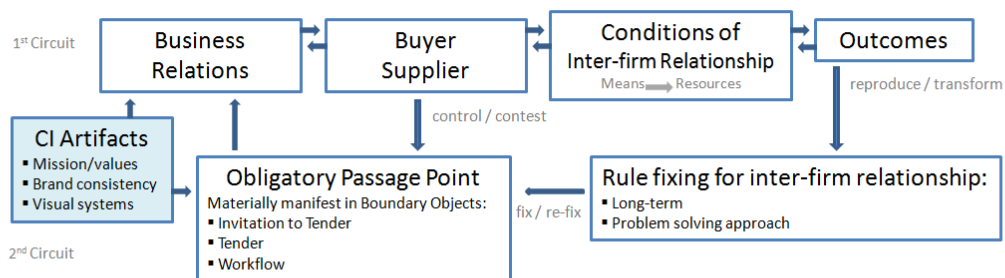 1st Circuit
Business
Relations
Buyer
Supplier
Conditions of
Inter-firm Relationship
Means Resources
Outcomes
control / contest
reproduce / transform
CI Artifacts
▪ Mission/values
▪ Brand consistency
▪ Visual systems
Obligatory Passage Point
Materially manifest in Boundary Objects:
▪ Invitation to Tender
▪ Tender
▪ Workflow
fix / re-fix
Rule fixing for inter-firm relationship:
▪ Long-term
▪ Problem solving approach
2nd Circuit